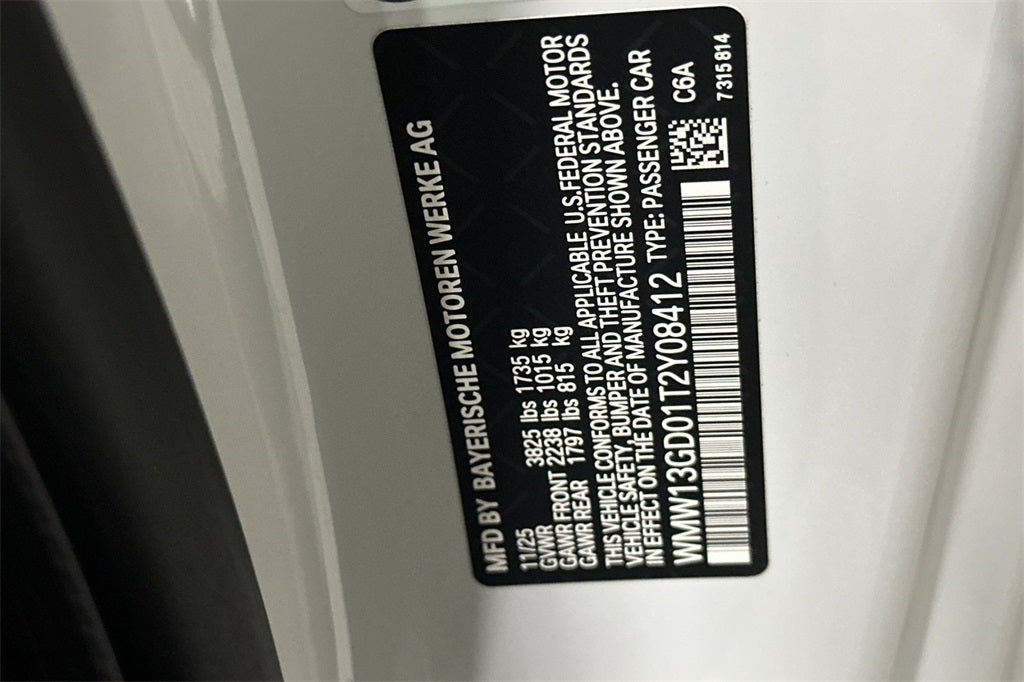 MFD BY BAYERISCHE MOTOREN WERKE AG
11/25
GVWR 3825 lbs 1735 kg
GAWR FRONT 2238 lbs 1015 kg
GAWR REAR 1797 lbs 815 kg
THIS VEHICLE CONFORMS TO ALL APPLICABLE U.S.FEDERAL MOTOR
VEHICLE SAFETY, BUMPER AND THEFT PREVENTION STANDARDS
IN EFFECT ON THE DATE OF MANUFACTURE SHOWN ABOVE.
WMW13GD01T2Y08412 TYPE: PASSENGER CAR
C6A
7315814